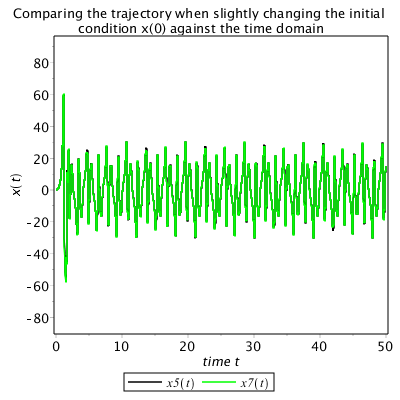 Comparing the trajectory when slightly changing the initial
condition x(0) against the time domain
80
60
40
20
0
-20
-40
-60
-80
x(t)
0 10 20 30 40 50
time t
x5(t) x7(t)